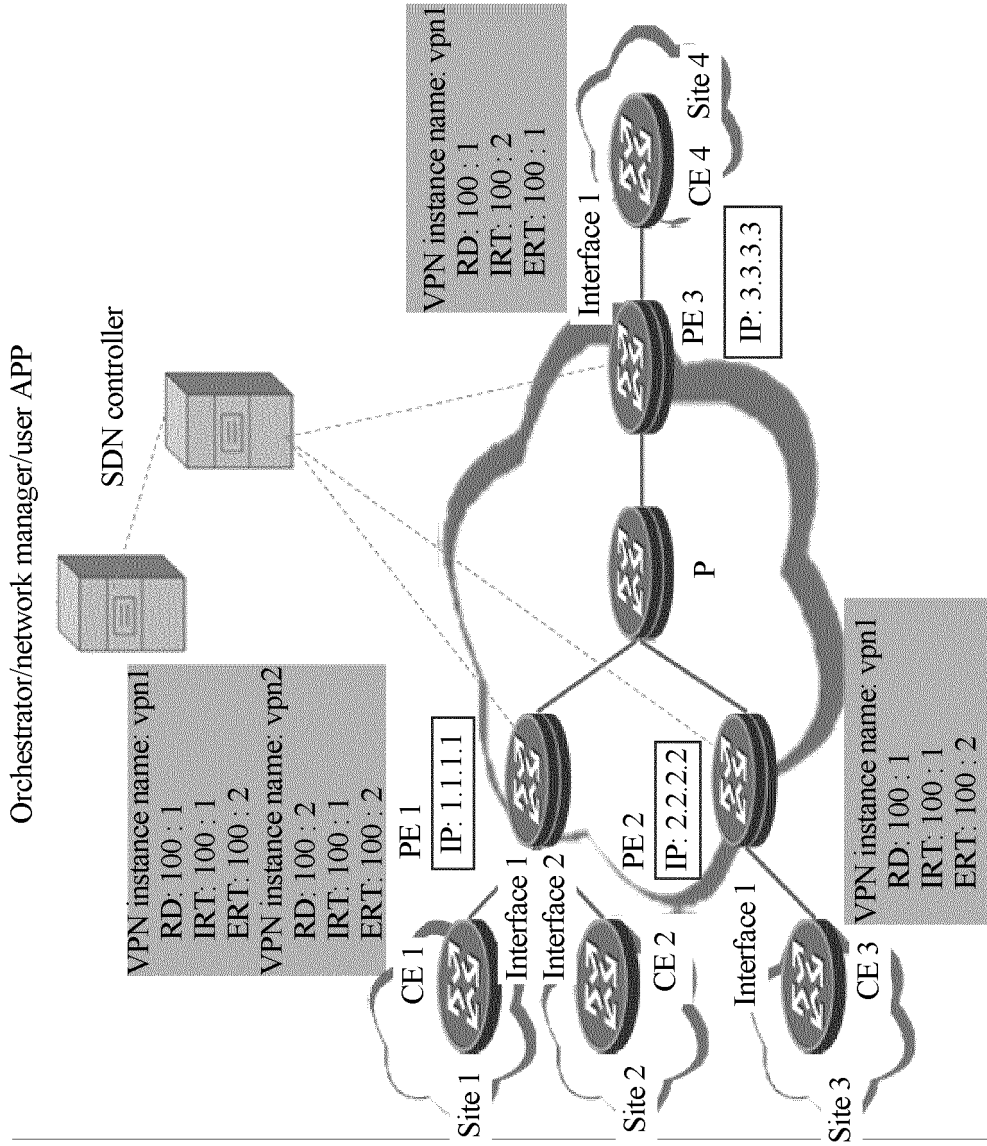 Orchestrator/network manager/user APP
SDN controller
VPN instance name: vpn1
RD: 100 : 1
IRT: 100 : 1
ERT: 100 : 2
VPN instance name: vpn2
RD: 100 : 2
IRT: 100 : 1
ERT: 100 : 2
VPN instance name: vpn1
RD: 100 : 1
IRT: 100 : 2
ERT: 100 : 1
CE 1
Site 1
Interface 1
Interface 2
PE 1
IP: 1.1.1.1
Site 2
CE 2
PE 2
IP: 2.2.2.2
P
PE 3
IP: 3.3.3.3
Interface 1
CE 4
Site 4
Interface 1
Site 3
CE 3
VPN instance name: vpn1
RD: 100 : 1
IRT: 100 : 1
ERT: 100 : 2